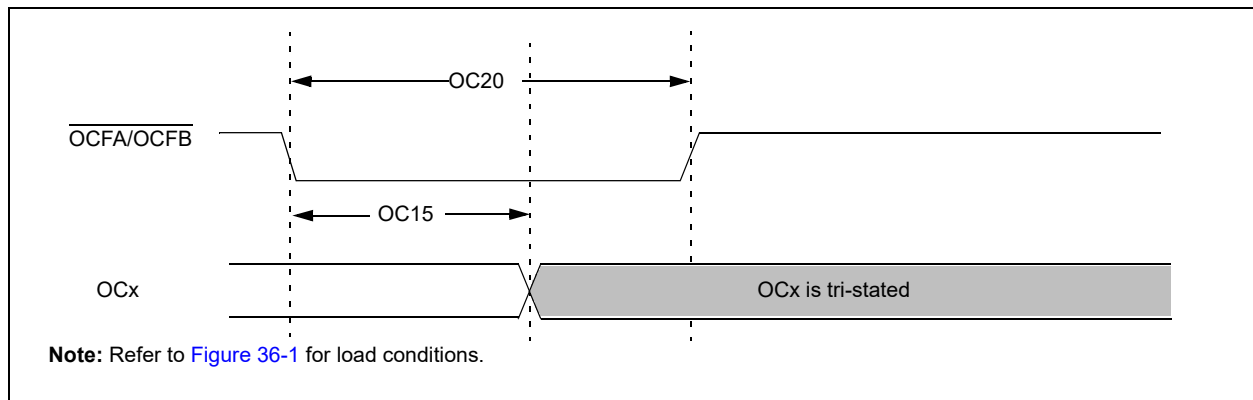 OC20
OCFA/OCFB
OC15
OCx
OCx is tri-stated
Note: Refer to Figure 36-1 for load conditions.